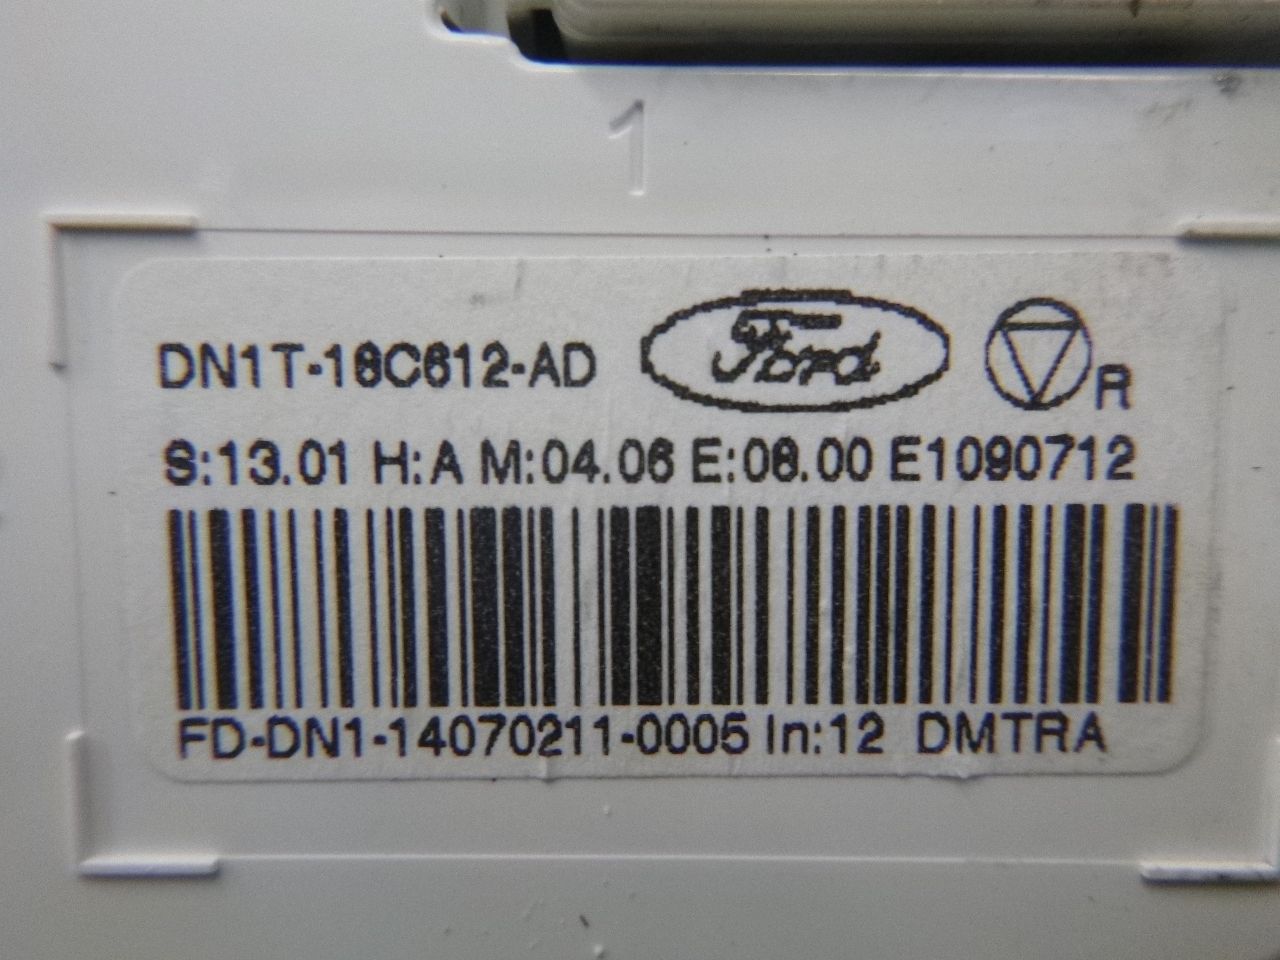 1
DN1T-18C612-AD Ford R
S:13.01 H:A M:04.06 E:08.00 E1090712
FD-DN1-14070211-0005 In:12 DMTRA